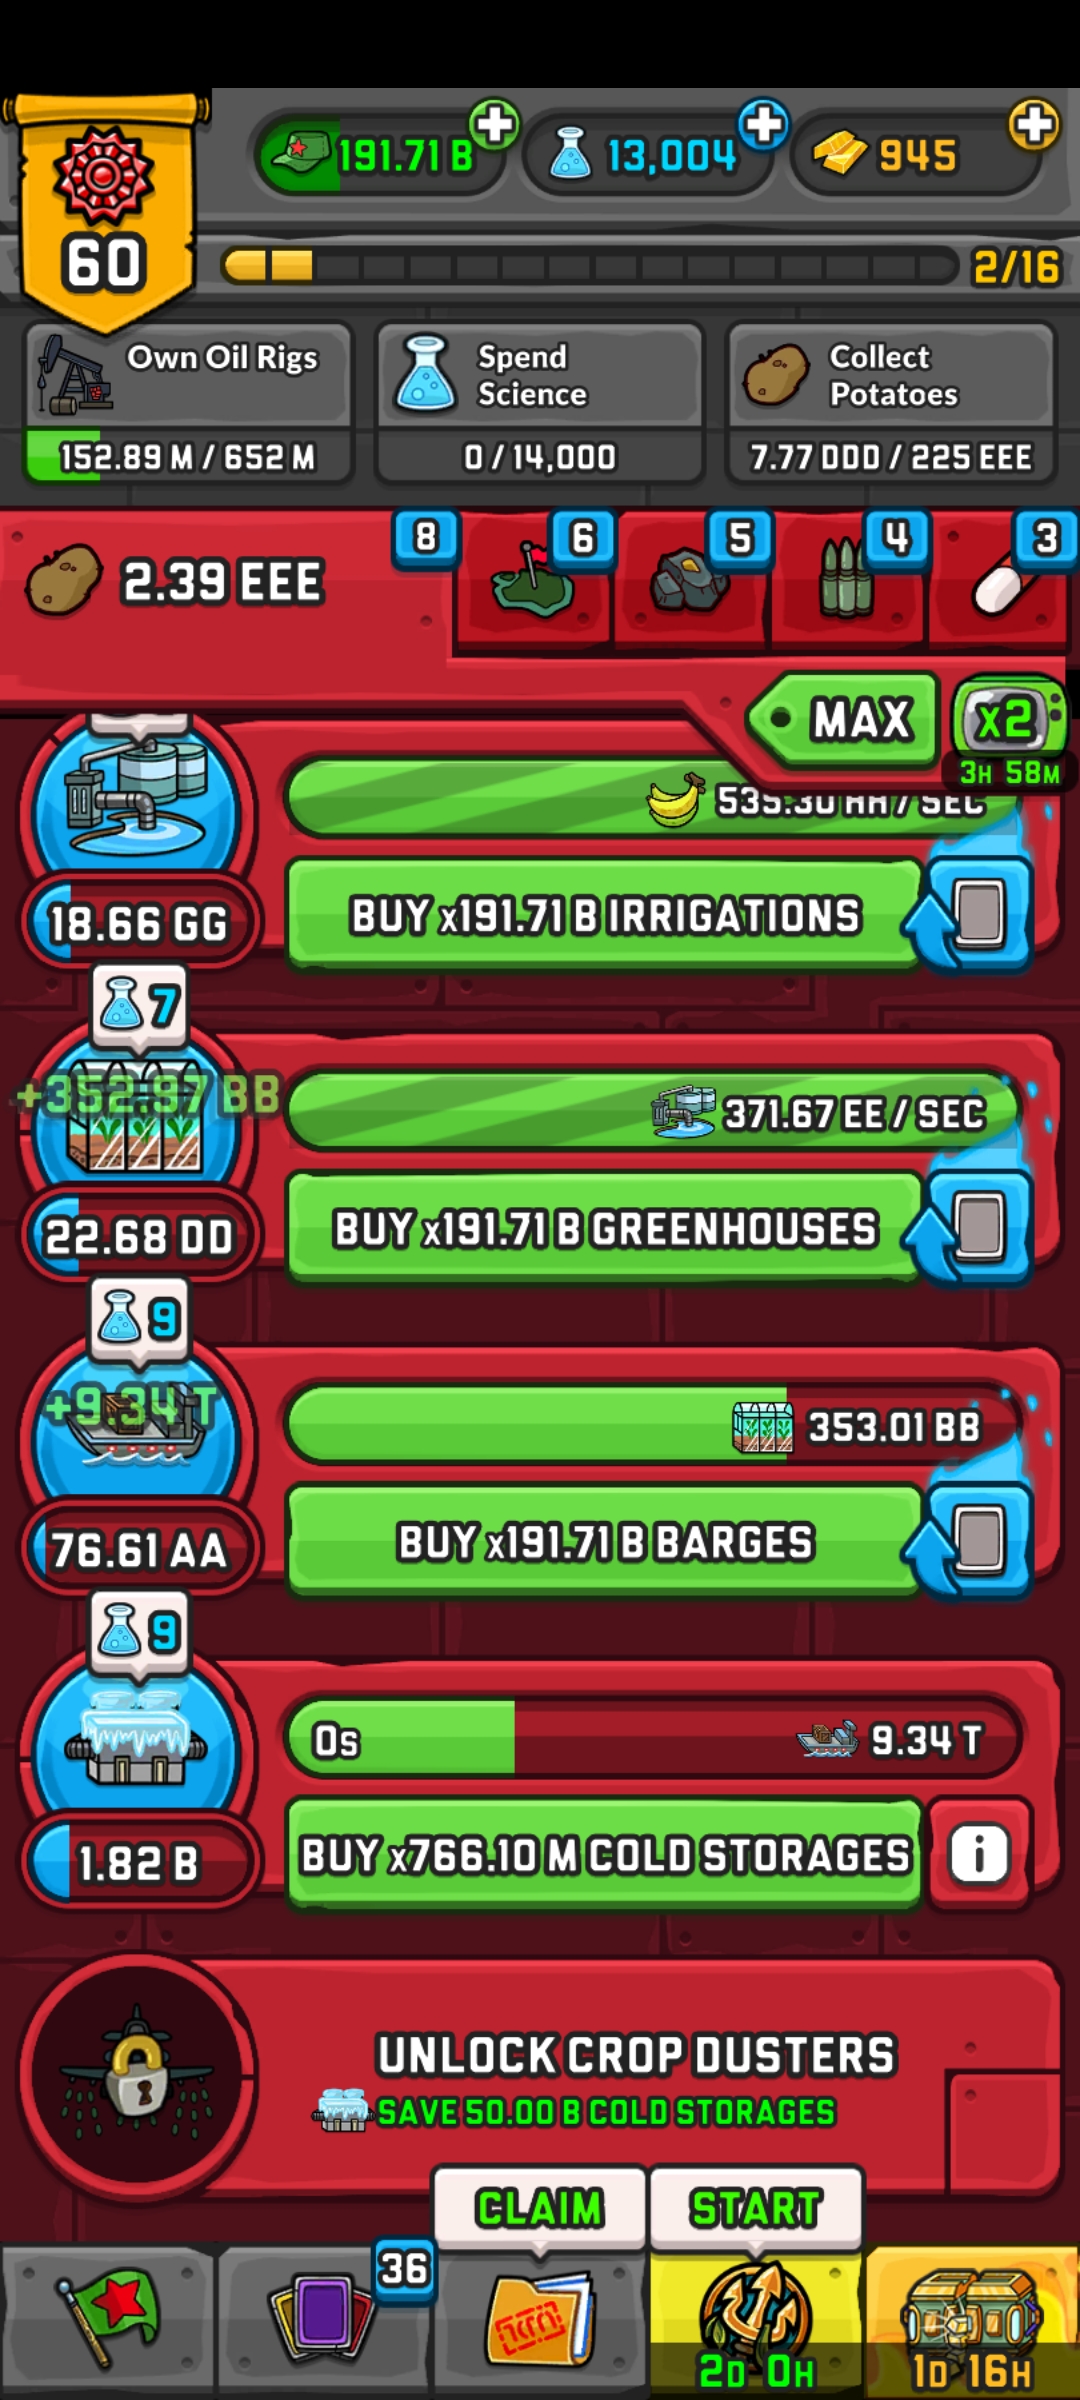 191.71 B
13,004
945
60
2/16
Own Oil Rigs
152.89 M / 652 M
Spend
Science
0 / 14,000
Collect
Potatoes
7.77 DDD / 225 EEE
2.39 EEE
8
6
5
4
3
MAX
x2
3H 58M
535.30 HH / SEC
18.66 GG
BUY x191.71 B IRRIGATIONS
7
+352.97 BB
371.67 EE / SEC
22.68 DD
BUY x191.71 B GREENHOUSES
9
+9.34 T
353.01 BB
76.61 AA
BUY x191.71 B BARGES
9
0s
9.34 T
1.82 B
BUY x766.10 M COLD STORAGES
i
UNLOCK CROP DUSTERS
SAVE 50.00 B COLD STORAGES
CLAIM
START
36
2D 0H
1D 16H